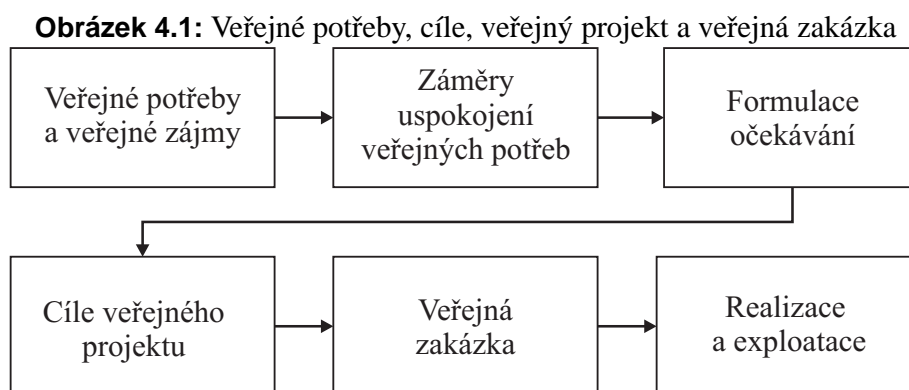 Obrázek 4.1: Veřejné potřeby, cíle, veřejný projekt a veřejná zakázka
Veřejné potřeby
a veřejné zájmy
Záměry
uspokojení
veřejných potřeb
Formulace
očekávání
Cíle veřejného
projektu
Veřejná
zakázka
Realizace
a exploatace